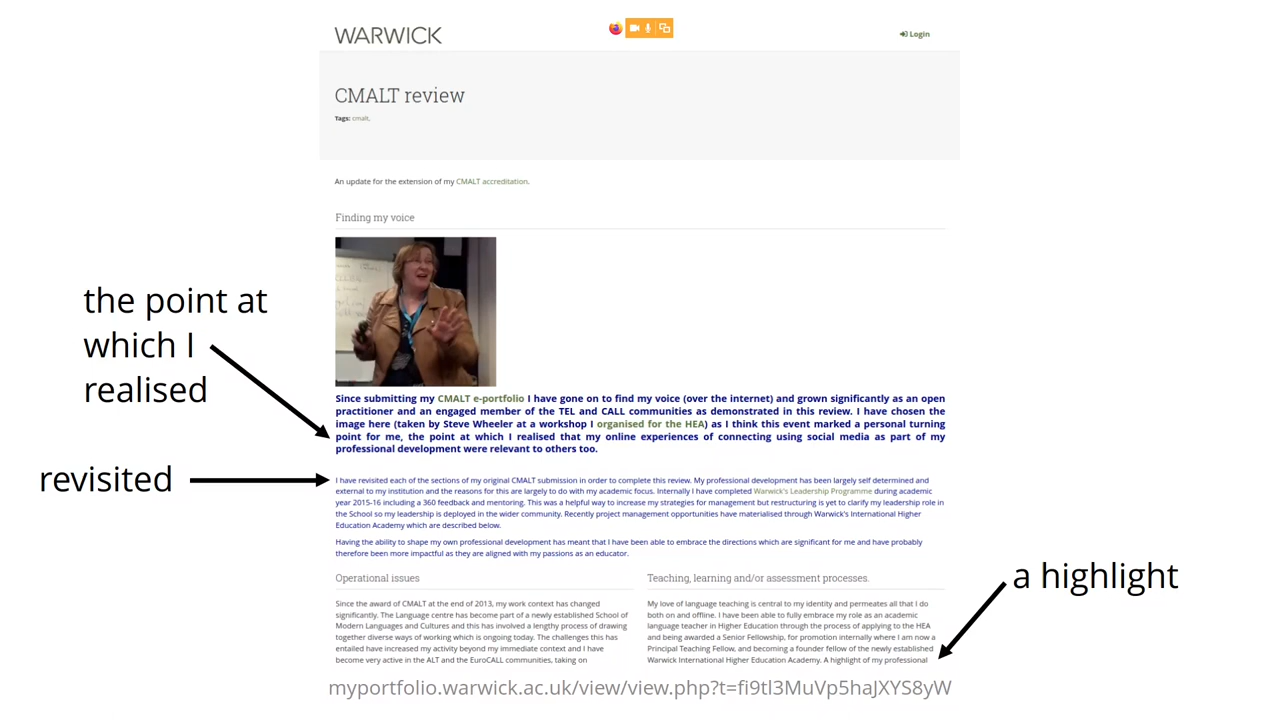 WARWICK
Login
CMALT review
Tags: cmalt,
An update for the extension of my CMALT accreditation.
Finding my voice
the point at
which I
realised
Since submitting my CMALT e-portfolio I have gone on to find my voice (over the internet) and grown significantly as an open
practitioner and an engaged member of the TEL and CALL communities as demonstrated in this review. I have chosen the
image here (taken by Steve Wheeler at a workshop I organised for the HEA) as I think this event marked a personal turning
point for me, the point at which I realised that my online experiences of connecting using social media as part of my
professional development were relevant to others too.
revisited
I have revisited each of the sections of my original CMALT submission in order to complete this review. My professional development has been largely self determined and
external to my institution and the reasons for this are largely to do with my academic focus. Internally I have completed Warwick's Leadership Programme during academic
year 2015-16 including a 360 feedback and mentoring. This was a helpful way to increase my strategies for management but restructuring is yet to clarify my leadership role in
the School so my leadership is deployed in the wider community. Recently project management opportunities have materialised through Warwick's International Higher
Education Academy which are described below.
Having the ability to shape my own professional development has meant that I have been able to embrace the directions which are significant for me and have probably
therefore been more impactful as they are aligned with my passions as an educator.
Operational issues
Since the award of CMALT at the end of 2013, my work context has changed
significantly. The Language centre has become part of a newly established School of
Modern Languages and Cultures and this has involved a lengthy process of drawing
together diverse ways of working which is ongoing today. The challenges this has
entailed have increased my activity beyond my immediate context and I have
become very active in the ALT and the EuroCALL communities, taking on
Teaching, learning and/or assessment processes.
My love of language teaching is central to my identity and permeates all that I do
both on and offline. I have been able to fully embrace my role as an academic
language teacher in Higher Education through the process of applying to the HEA
and being awarded a Senior Fellowship, for promotion internally where I am now a
Principal Teaching Fellow, and becoming a founder fellow of the newly established
Warwick International Higher Education Academy. A highlight of my professional
a highlight
myportfolio.warwick.ac.uk/view/view.php?t=fi9tl3MuVp5haJXYS8yW